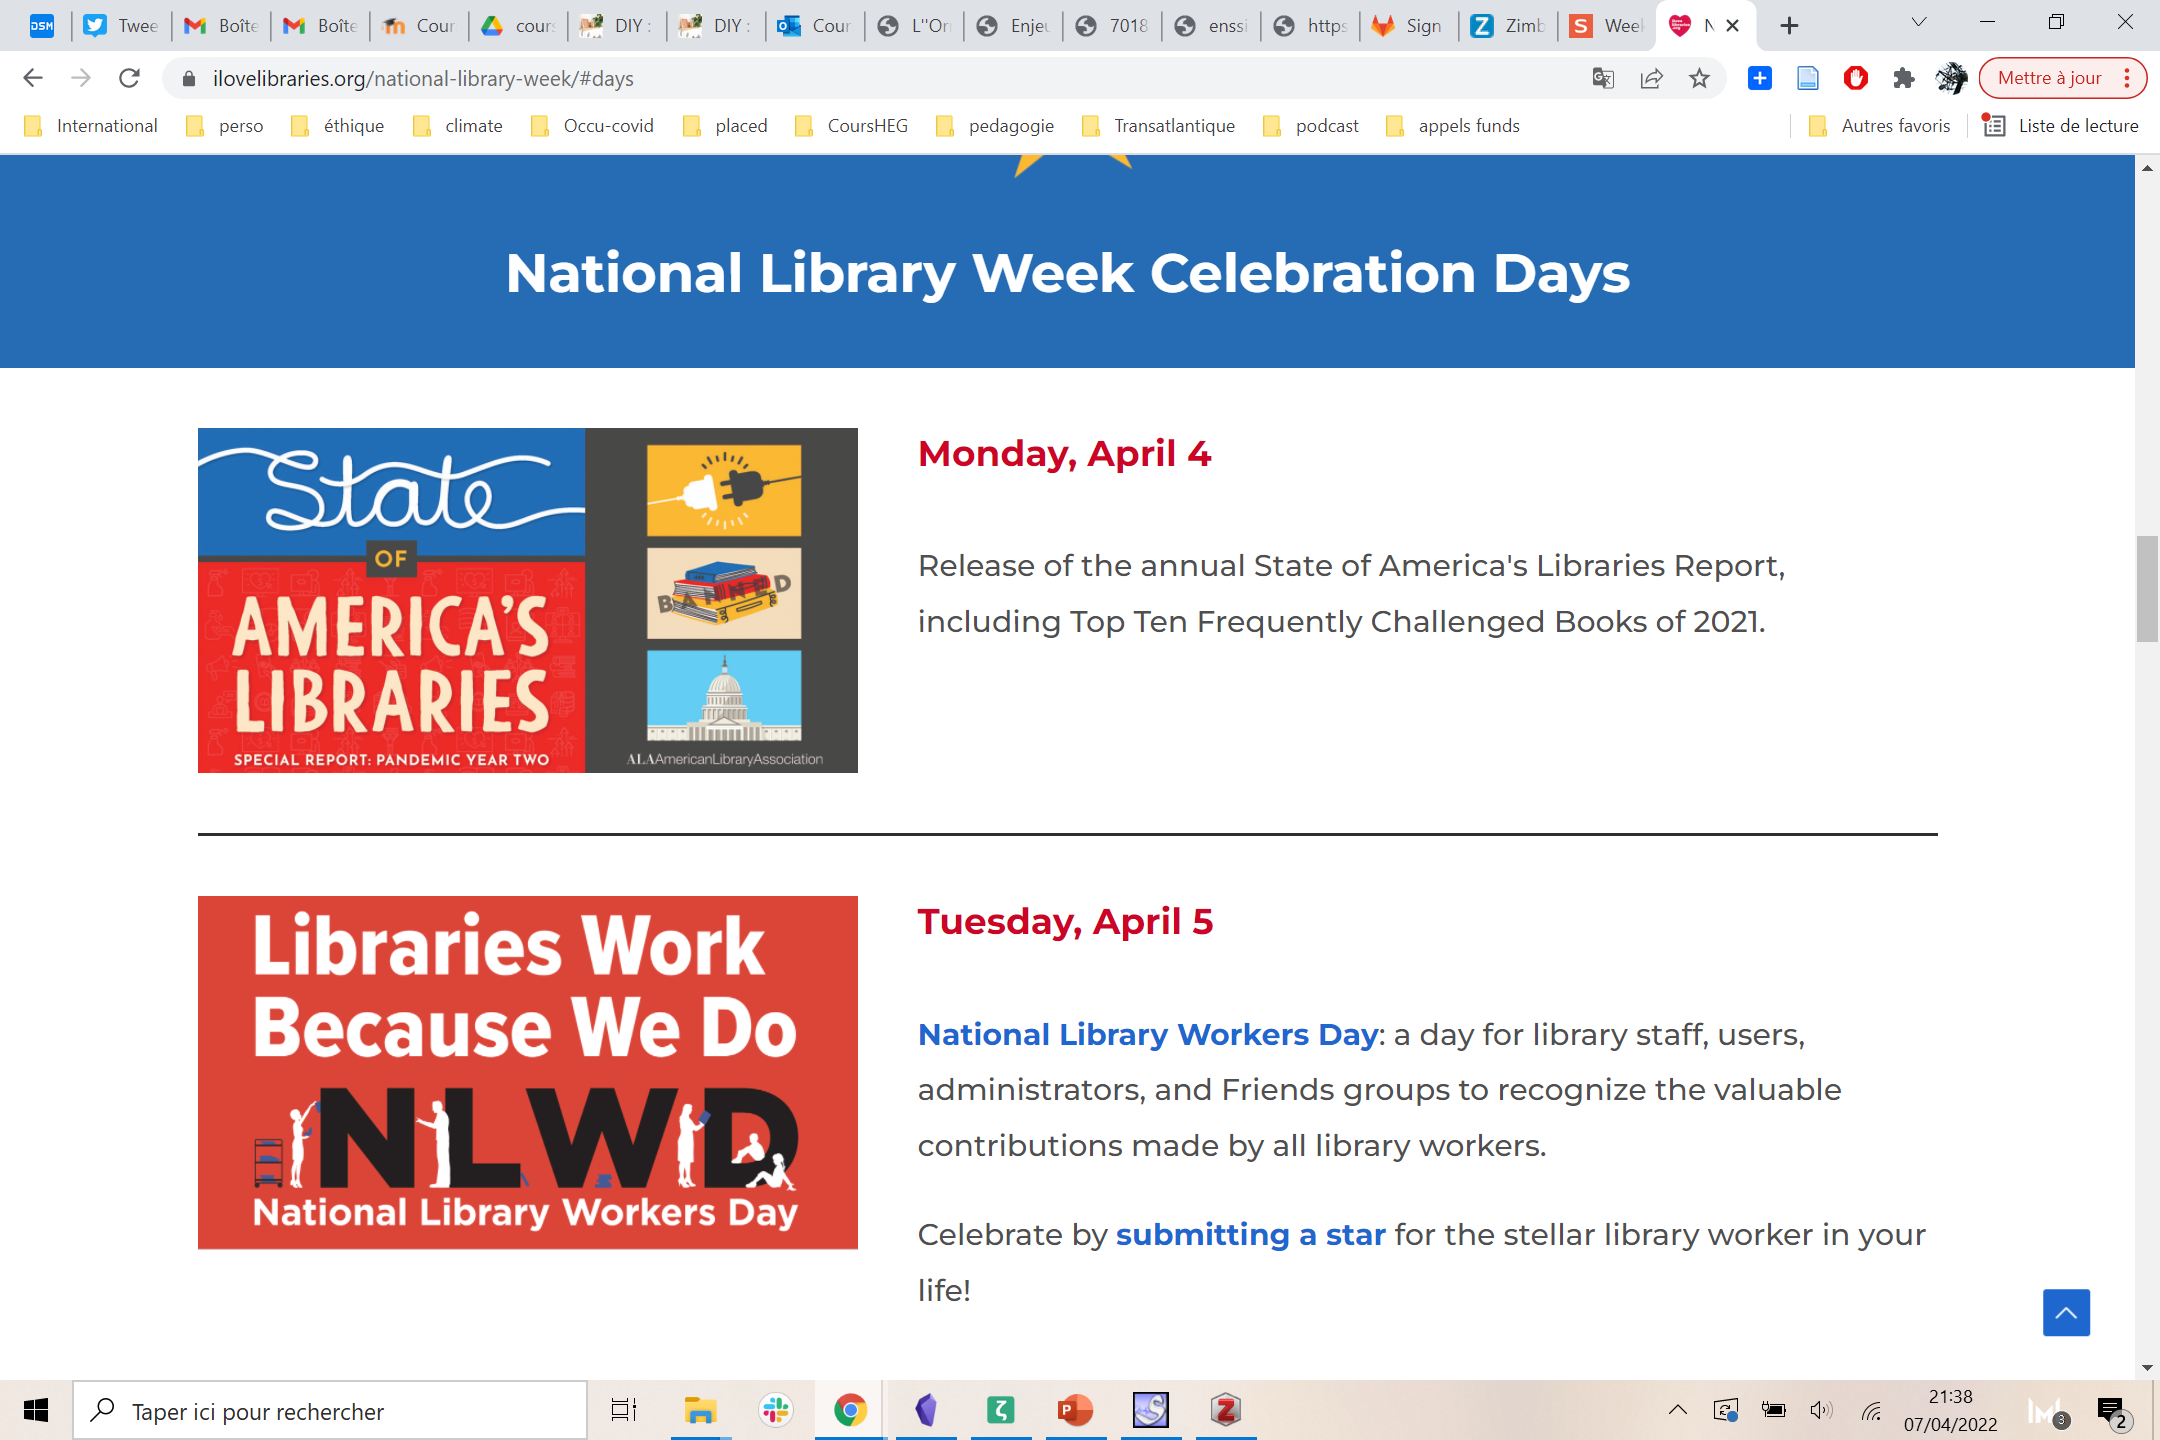 DSM
Twee
Boîte
Boîte
Cour
cour
DIY :
DIY :
Cour
L"Or
Enjeu
7018
enssi
https
Sign
Zimb
Week
N
ilovelibraries.org/national-library-week/#days
Mettre à jour
International
perso
éthique
climate
Occu-covid
placed
CoursHEG
pedagogie
Transatlantique
podcast
appels funds
Autres favoris
Liste de lecture
National Library Week Celebration Days
State
OF
AMERICA'S
LIBRARIES
SPECIAL REPORT: PANDEMIC YEAR TWO
BANNED
ALAAmericanLibraryAssociation
Monday, April 4
Release of the annual State of America's Libraries Report,
including Top Ten Frequently Challenged Books of 2021.
Libraries Work
Because We Do
NLWD
National Library Workers Day
Tuesday, April 5
National Library Workers Day: a day for library staff, users,
administrators, and Friends groups to recognize the valuable
contributions made by all library workers.
Celebrate by submitting a star for the stellar library worker in your
life!
Taper ici pour rechercher
21:38
07/04/2022
3
2